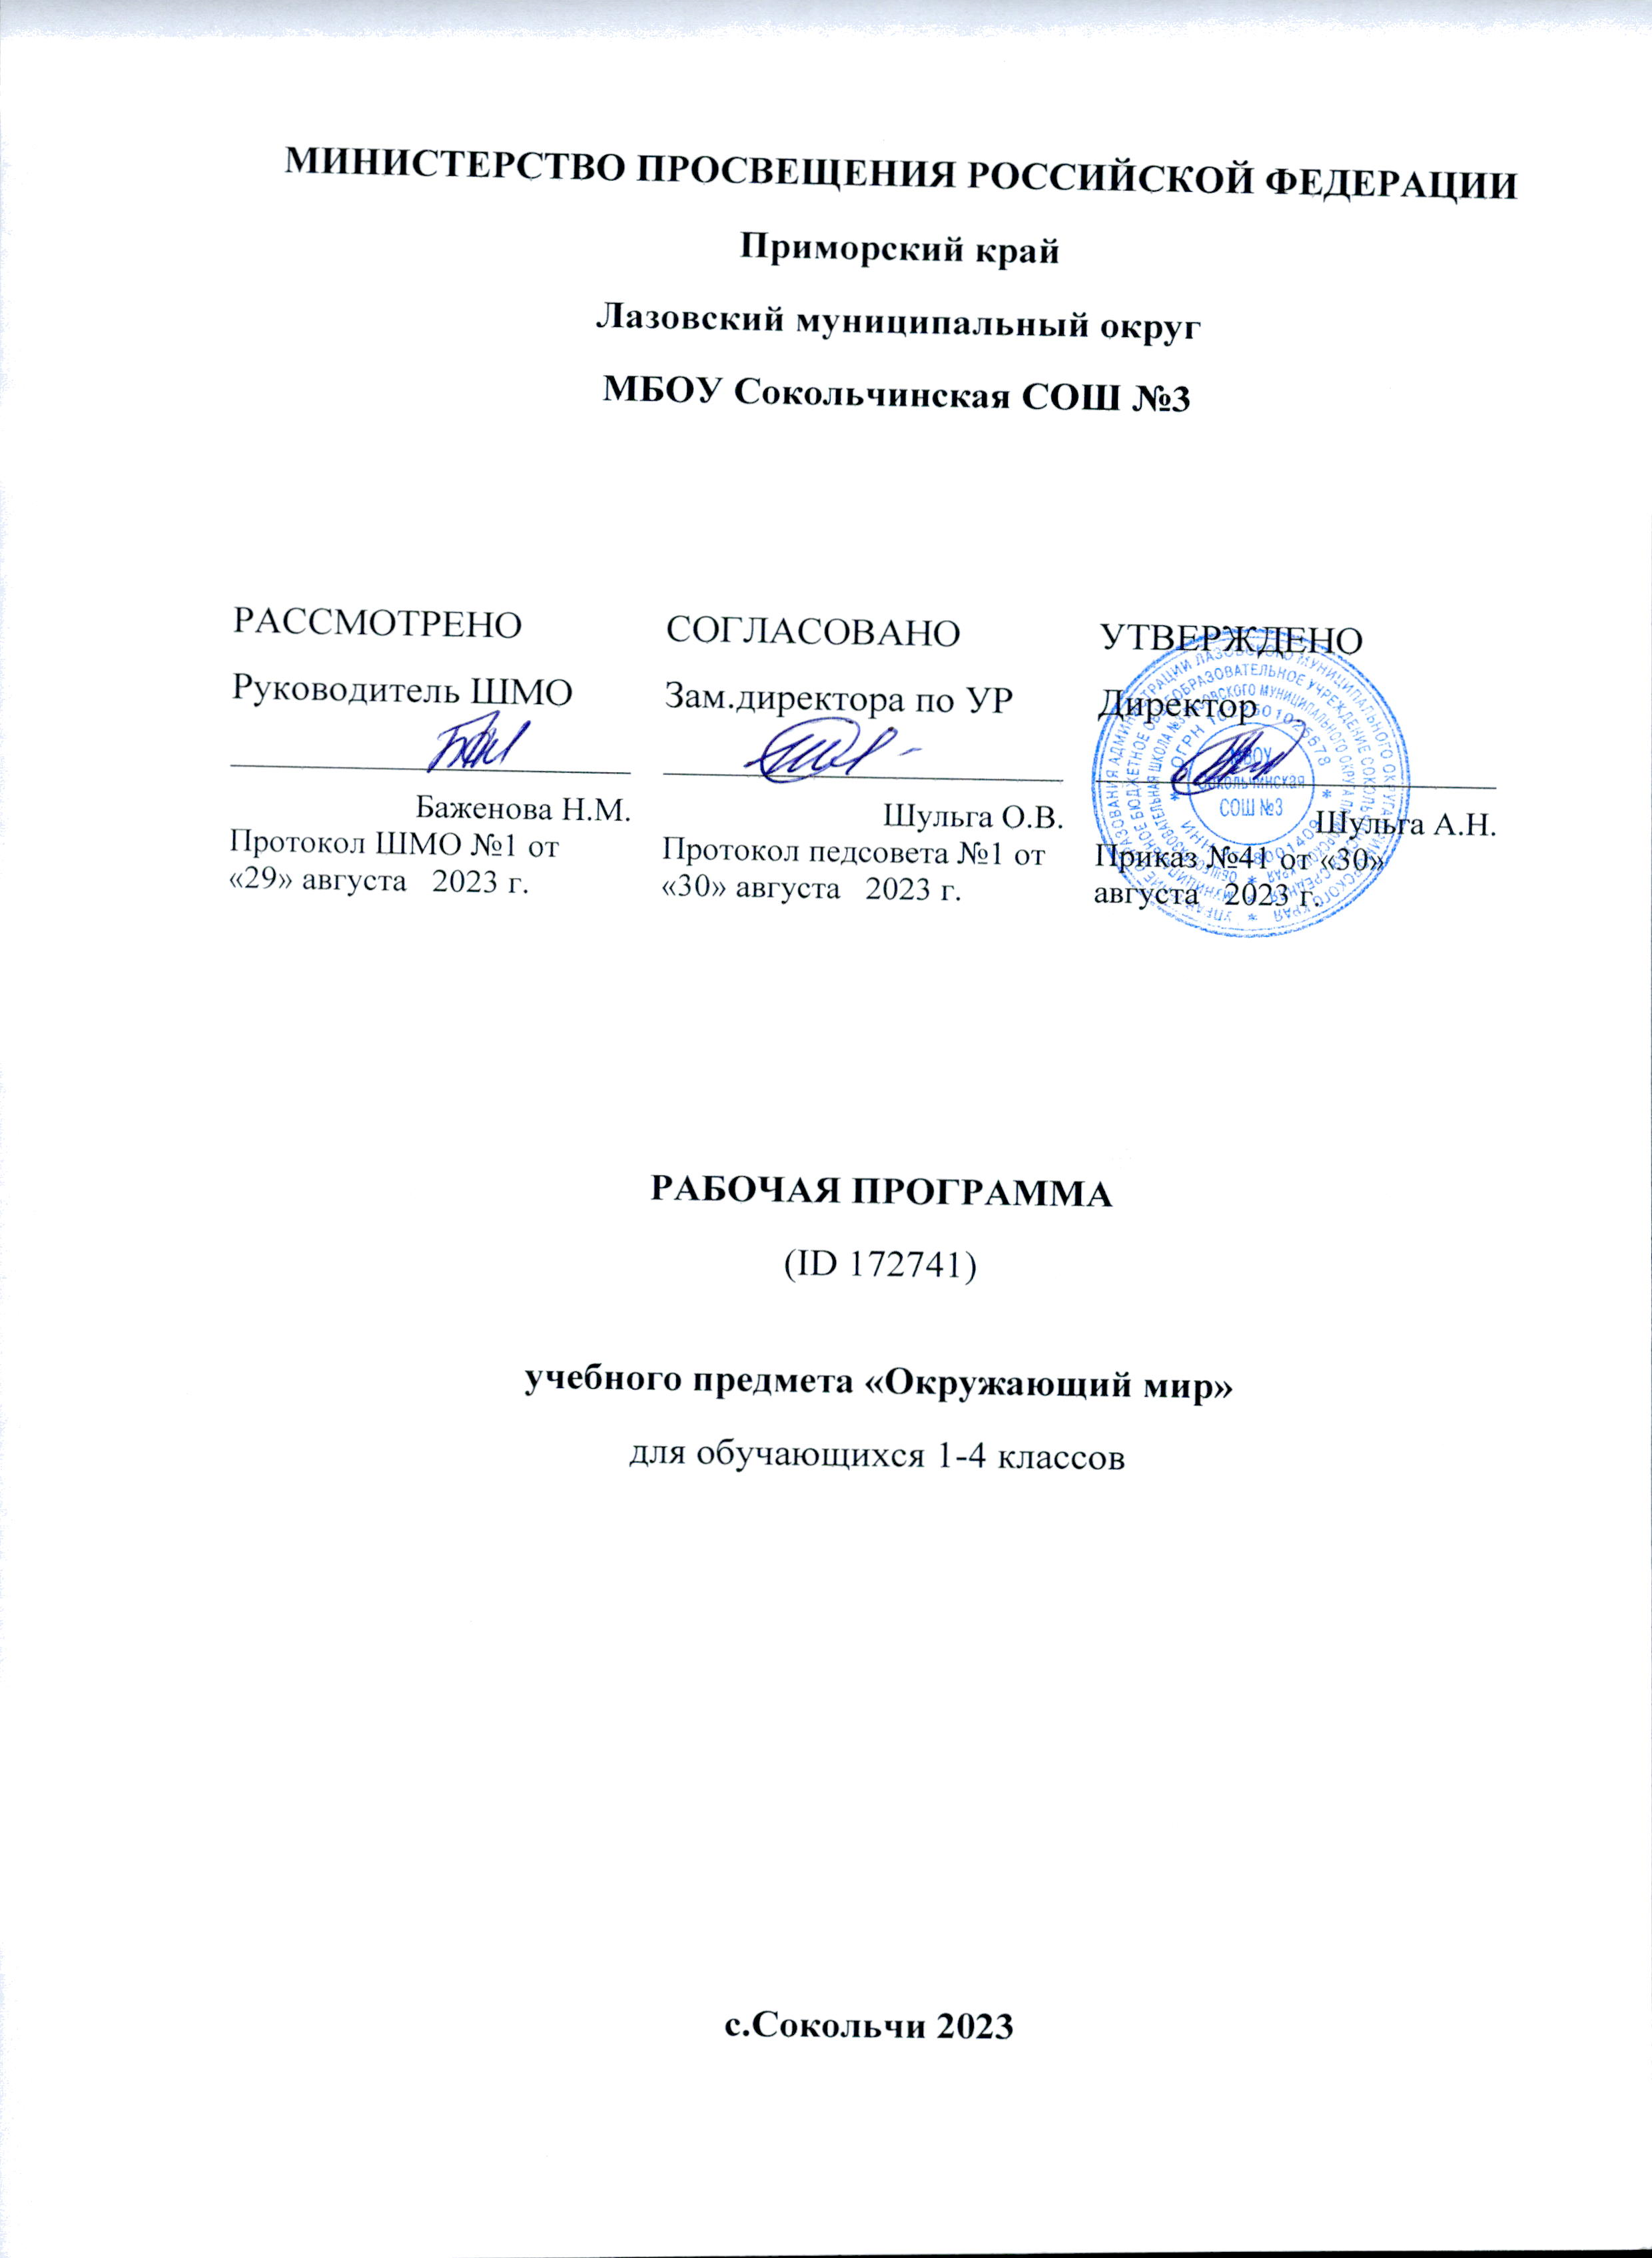 МИНИСТЕРСТВО ПРОСВЕЩЕНИЯ РОССИЙСКОЙ ФЕДЕРАЦИИ
Приморский край
Лазовский муниципальный округ
МБОУ Сокольчинская СОШ №3
РАССМОТРЕНО
Руководитель ШМО
Баженова Н.М.
Протокол ШМО №1 от
«29» августа 2023 г.
СОГЛАСОВАНО
Зам.директора по УР
Шульга О.В.
Протокол педсовета №1 от
«30» августа 2023 г.
УТВЕРЖДЕНО
Директор
Шульга А.Н.
Приказ №41 от «30»
августа 2023 г.
МБОУ
Сокольчинская
СОШ №3
РАБОЧАЯ ПРОГРАММА
(ID 172741)
учебного предмета «Окружающий мир»
для обучающихся 1-4 классов
с.Сокольчи 2023